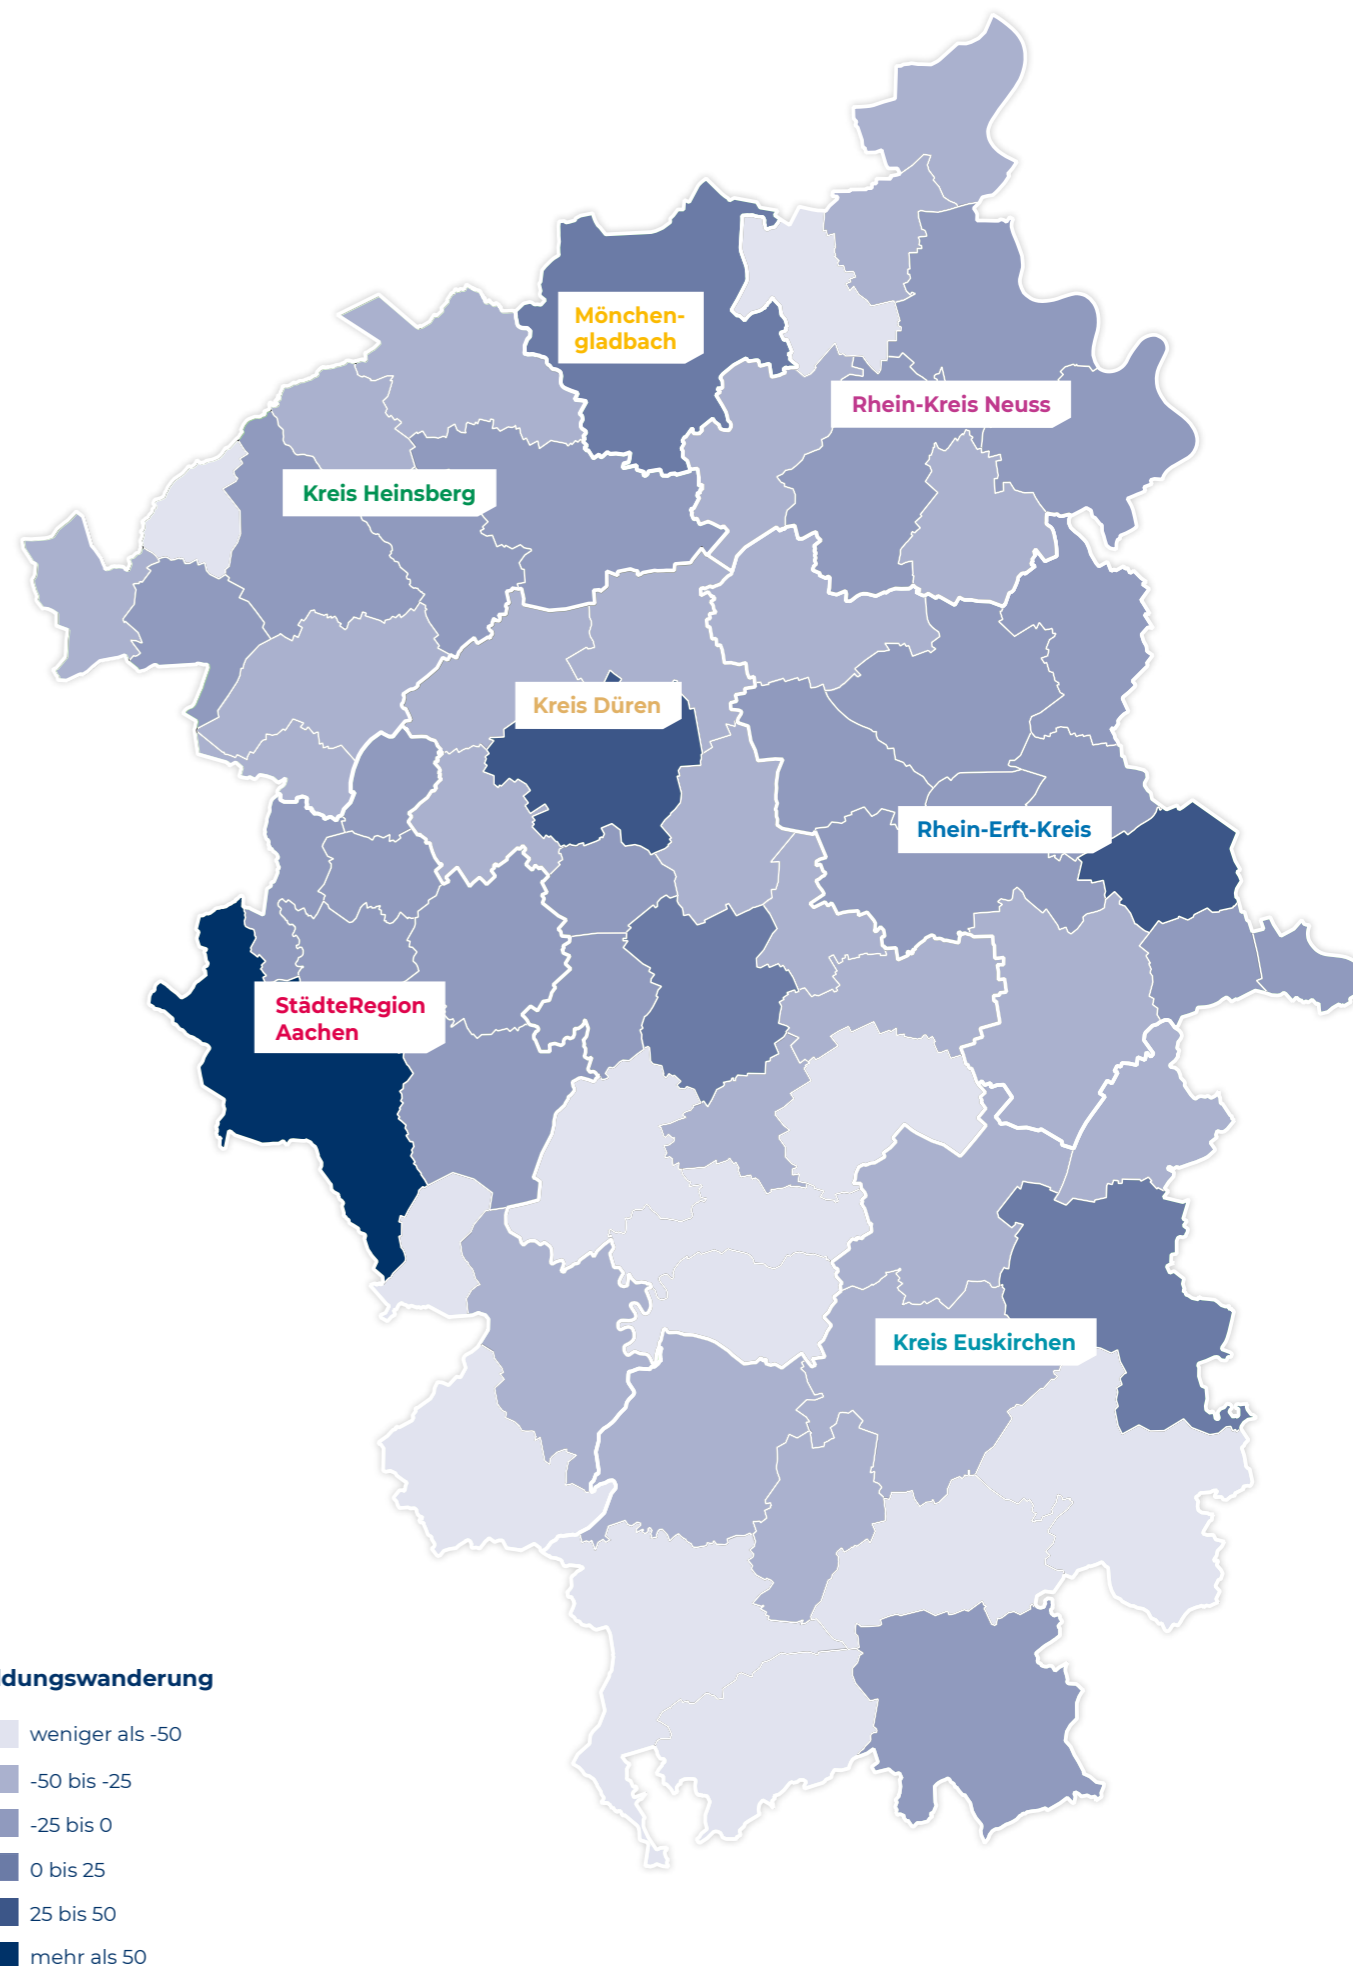 Mönchen-
gladbach
Rhein-Kreis Neuss
Kreis Heinsberg
Kreis Düren
Rhein-Erft-Kreis
StädteRegion
Aachen
Kreis Euskirchen
ldungswanderung
weniger als -50
-50 bis -25
-25 bis 0
0 bis 25
25 bis 50
mehr als 50